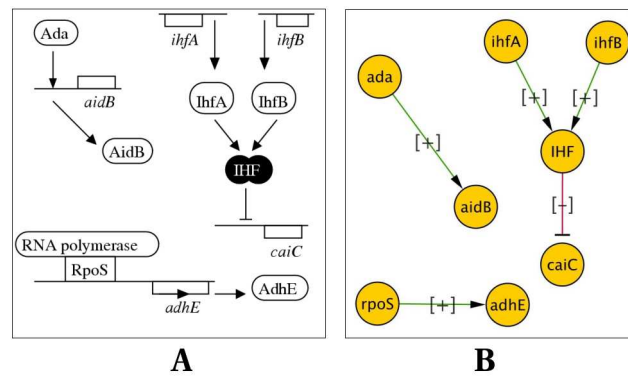 Ada
aidB
AidB
ihfA
ihfB
IhfA
IhfB
IHF
caiC
RNA polymerase
RpoS
adhE
AdhE
A
ihfA
ihfB
ada
[+]
[+]
[+]
IHF
aidB
[-]
caiC
rpoS
[+]
adhE
B